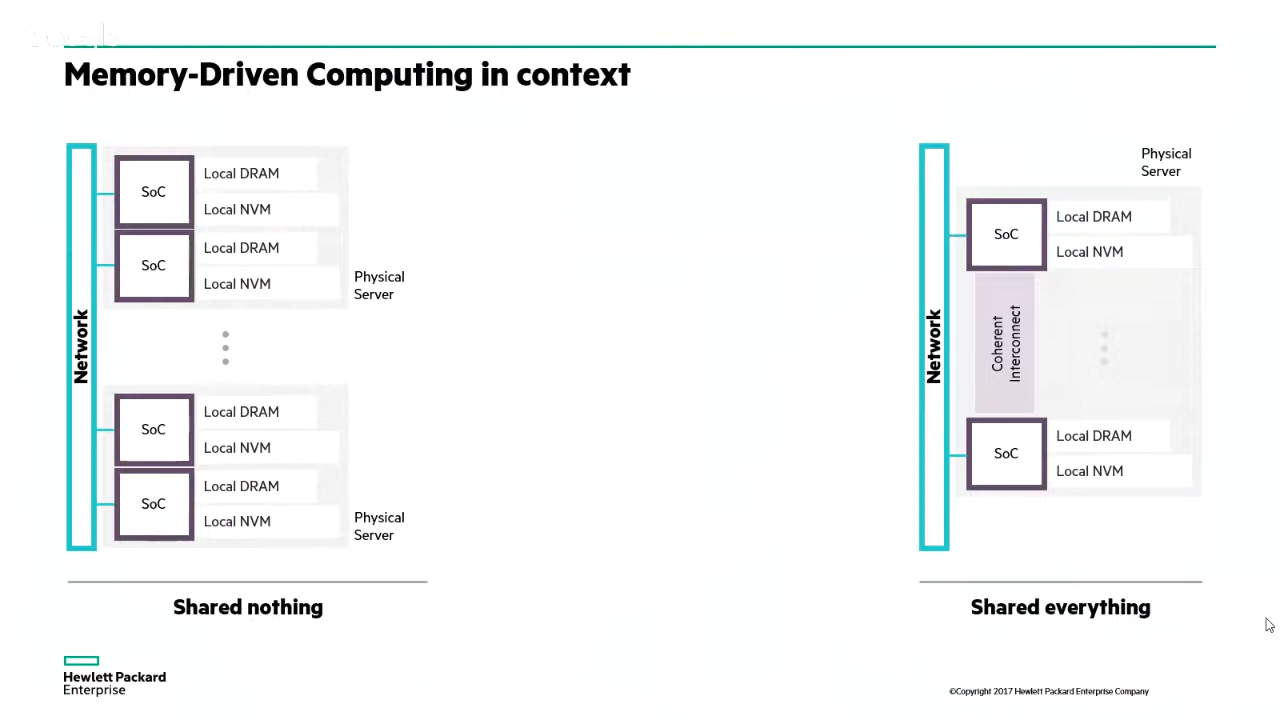 Memory-Driven Computing in context
Network
SoC
Local DRAM
Local NVM
SoC
Local DRAM
Local NVM
Physical
Server
SoC
Local DRAM
Local NVM
SoC
Local DRAM
Local NVM
Physical
Server
Shared nothing
Network
Physical
Server
SoC
Local DRAM
Local NVM
Coherent
Interconnect
SoC
Local DRAM
Local NVM
Shared everything
Hewlett Packard
Enterprise
©Copyright 2017 Hewlett Packard Enterprise Company